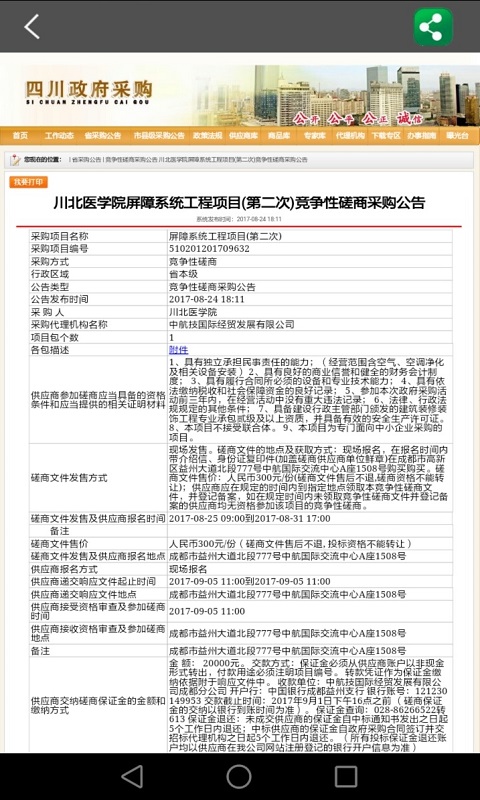 四川政府采购
SI CHUAN ZHENGFU CAI GOU
公开 公平 公正 诚信
首页 工作动态 省采购公告 市县级采购公告 政策法规 供应商库 商品库 专家库 代理机构 下载专区 办事指南 曝光台
您现在的位置： | 省采购公告 | 竞争性磋商采购公告 川北医学院屏障系统工程项目(第二次)竞争性磋商采购公告
我要打印
川北医学院屏障系统工程项目(第二次)竞争性磋商采购公告
系统发布时间：2017-08-24 18:11
采购项目名称 屏障系统工程项目(第二次)
采购项目编号 510201201709632
采购方式 竞争性磋商
行政区域 省本级
公告类型 竞争性磋商采购公告
公告发布时间 2017-08-24 18:11
采 购 人 川北医学院
采购代理机构名称 中航技国际经贸发展有限公司
项目包个数 1
各包描述 附件
供应商参加磋商应当具备的资格
条件和应当提供的相关证明材料
1、具有独立承担民事责任的能力；（ 经营范围含空气、空调净化
及相关设备安装 ）2、具有良好的商业信誉和健全的财务会计制
度； 3、具有履行合同所必须的设备和专业技术能力； 4、具有依
法缴纳税收和社会保障资金的良好记录； 5、参加本次政府采购活
动前三年内，在经营活动中没有重大违法记录； 6、法律、行政法
规规定的其他条件； 7、具备建设行政主管部门颁发的建筑装修装
饰工程专业承包贰级及以上资质，并具备有效的安全生产许可证。
8、本项目不接受联合体。 9、本项目为专门面向中小企业采购的
项目。
磋商文件发售方式
现场发售。磋商文件的地点及获取方式：现场报名，在报名时间内
带介绍信、身份证复印件(加盖磋商供应商单位鲜章)在成都市高新
区益州大道北段777号中航国际交流中心A座1508号购买购买。磋
商文件售价：人民币300元/份(磋商文件售后不退,磋商资格不能转
让)；供应商应在规定的时间内到指定地点领取本竞争性磋商文
件，并登记备案，如在规定时间内未领取竞争性磋商文件并登记备
案的供应商均无资格参加该项目的竞争性磋商。
磋商文件发售及供应商报名时间 2017-08-25 09:00到2017-08-31 17:00
备注
磋商文件售价 人民币300元/份（ 磋商文件售后不退, 投标资格不能转让 ）
磋商文件发售及供应商报名地点 成都市益州大道北段777号中航国际交流中心A座1508号
供应商报名方式 现场报名
供应商递交响应文件起止时间 2017-09-05 11:00到2017-09-05 11:00
供应商递交响应文件地点 成都市益州大道北段777号中航国际交流中心A座1508号
供应商接受资格审查及参加磋商
时间
2017-09-05 11:00
供应商接收资格审查及参加磋商
地点
成都市益州大道北段777号中航国际交流中心A座1508号
备注 成都市益州大道北段777号中航国际交流中心A座1508号
供应商交纳磋商保证金的金额和
缴纳方式
金 额： 20000元。 交款方式：保证金必须从供应商账户以非现金
形式转出，付款用途必须注明项目编号。 转款凭证作为保证金缴
纳依据附于响应文件中。 收款单位：中航技国际经贸发展有限公
司成都分公司 开户行：中国银行成都益州支行 银行账号：121230
149953 交款截止时间：2017年9月1日下午16点之前（ 磋商保证
金的交纳以银行到账时间为准 ）。保证金查询：028-86266522转
613 保证金退还：未成交供应商的保证金自中标通知书发出之日起
5个工作日内退还；中标供应商的保证金自政府采购合同签订并交
招标代理机构之日起5个工作日内退还。（ 所有投标保证金退还账
户均以供应商在我公司网站注册登记的银行开户信息为准 ）